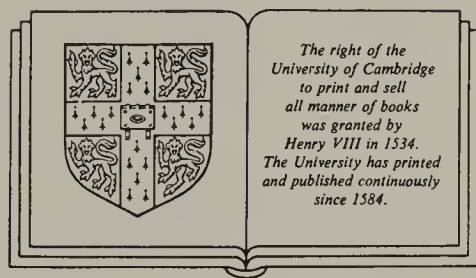 The right of the
University of Cambridge
to print and sell
all manner of books
was granted by
Henry VIII in 1534.
The University has printed
and published continuously
since 1584.